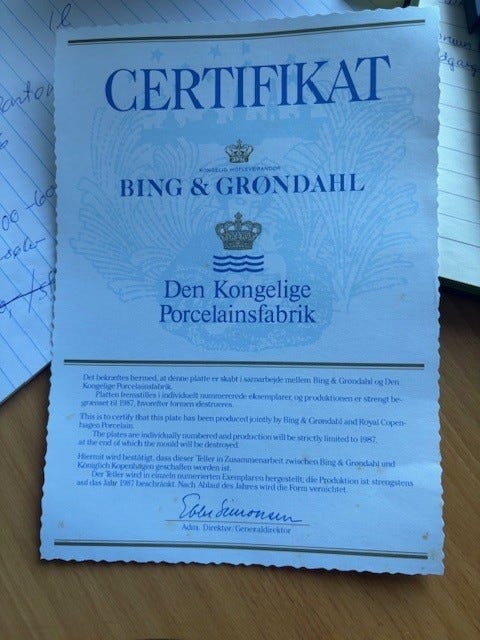 CERTIFIKAT
KONGELIG HOFLEVERANDØR
BING & GRØNDAHL
Den Kongelige
Porcelainsfabrik
Det bekræftes hermed, at denne platte er skabt i samarbejde mellem Bing & Grøndahl og Den
Kongelige Porcelainsfabrik.
Platten fremstilles i individuelt nummererede eksemplarer, og produktionen er strengt be-
grænset til 1987, hvorefter formen destrueres.
This is to certify that this plate has been produced jointly by Bing & Grøndahl and Royal Copen-
hagen Porcelain.
The plates are individually numbered and production will be strictly limited to 1987,
at the end of which the mould will be destroyed.
Hiermit wird bestätigt, dass dieser Teller in Zusammenarbeit zwischen Bing & Grøndahl und
Königlich Kopenhagen geschaffen worden ist.
Der Teller wird in einzeln numerierten Exemplaren hergestellt; die Produktion ist strengstens
auf das Jahr 1987 beschränkt. Nach Ablauf des Jahres wird die Form vernichtet.
Ebbe Simonsen
Adm. Direktør/Generaldirektor